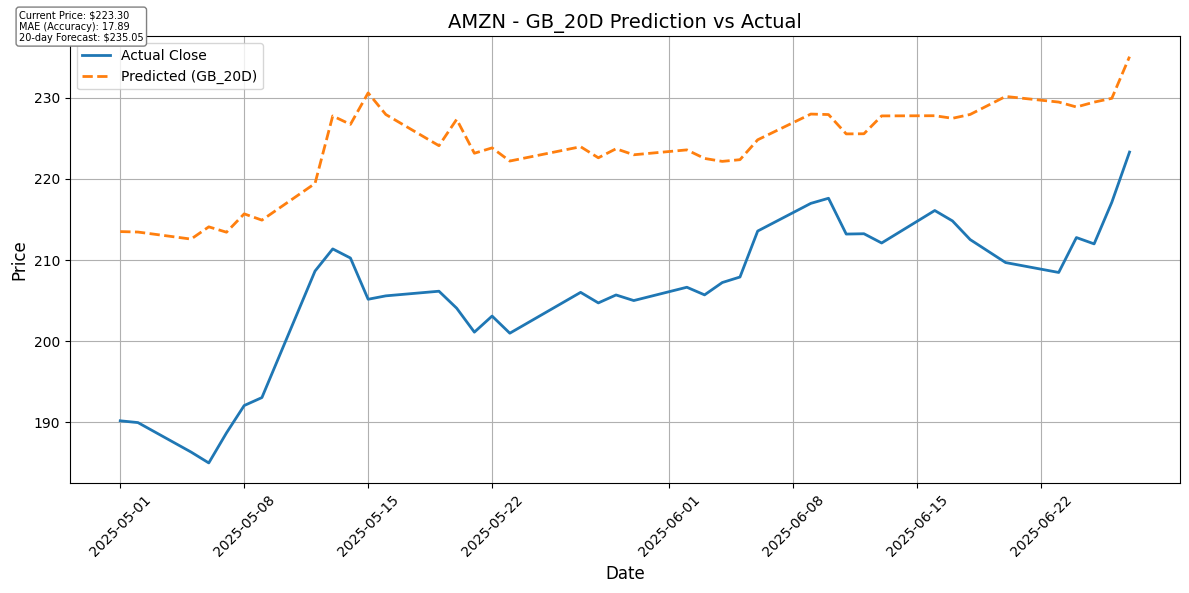 AMZN - GB_20D Prediction vs Actual
Current Price: $223.30
MAE (Accuracy): 17.89
20-day Forecast: $235.05
Actual Close
Predicted (GB_20D)
Price
230
220
210
200
190
2025-05-01
2025-05-08
2025-05-15
2025-05-22
2025-06-01
2025-06-08
2025-06-15
2025-06-22
Date